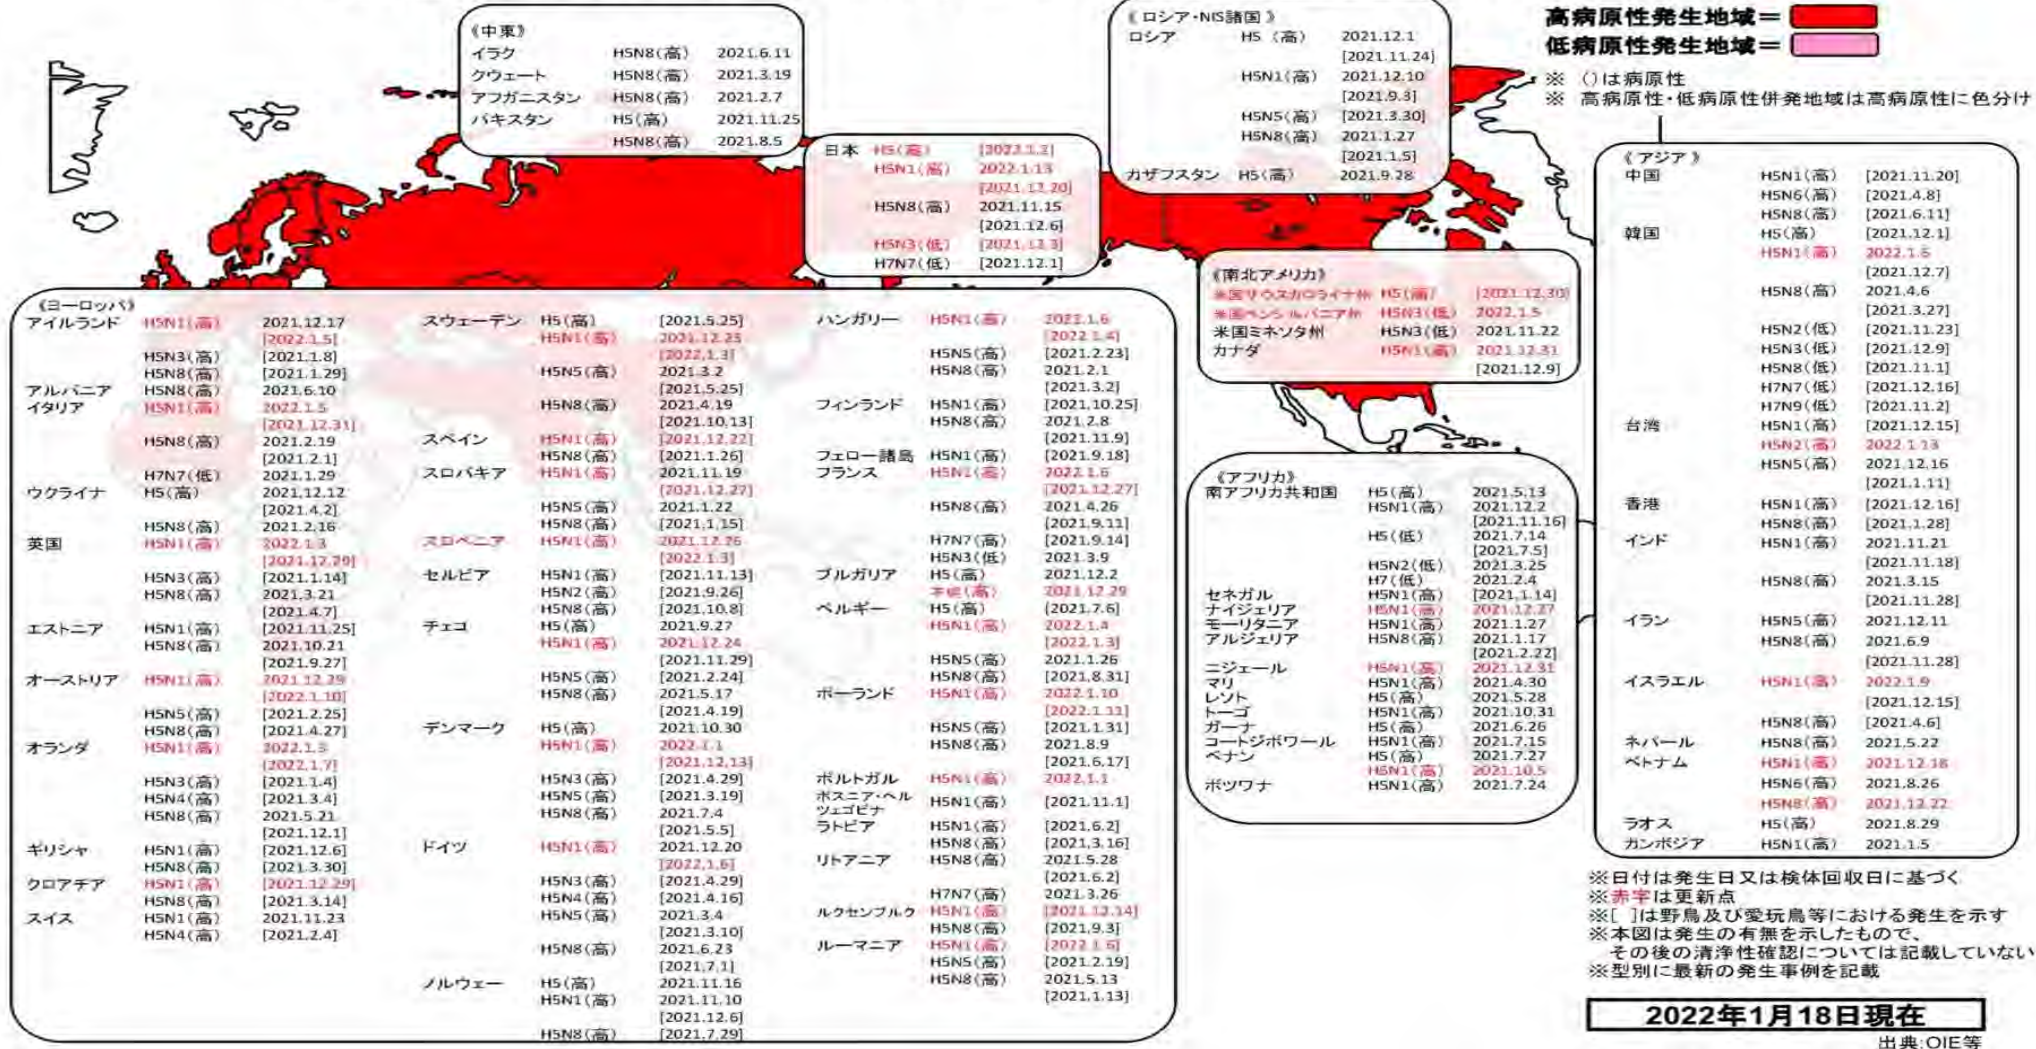 《中東》
イラク H5N8(高) 2021.6.11
クウェート H5N8(高) 2021.3.19
アフガニスタン H5N8(高) 2021.2.7
パキスタン H5(高) 2021.11.25
H5N8(高) 2021.8.5
日本 H5(高) [2022.1.2]
H5N1(高) 2022.1.13
[2021.12.20]
H5N8(高) 2021.11.15
[2021.12.6]
H5N3(低) [2021.12.3]
H7N7(低) [2021.12.1]
《ロシア・NIS諸国》
ロシア H5 (高) 2021.12.1
[2021.11.24]
H5N1(高) 2021.12.10
[2021.9.3]
H5N5(高) [2021.3.30]
H5N8(高) 2021.1.27
[2021.1.5]
カザフスタン H5(高) 2021.9.28
高病原性発生地域=
低病原性発生地域=
※ ()は病原性
※ 高病原性・低病原性併発地域は高病原性に色分け
《ヨーロッパ》
アイルランド H5N1(高) 2021.12.17
[2022.1.5]
H5N3(高) [2021.1.8]
H5N8(高) [2021.1.29]
アルバニア H5N8(高) 2021.6.10
イタリア H5N1(高) 2022.1.5
[2021.12.31]
H5N8(高) 2021.2.19
[2021.2.1]
H7N7(低) 2021.1.29
ウクライナ H5(高) 2021.12.12
[2021.4.2]
H5N8(高) 2021.2.16
英国 H5N1(高) 2022.1.3
[2021.12.29]
H5N3(高) [2021.1.14]
H5N8(高) 2021.3.21
[2021.4.7]
エストニア H5N1(高) [2021.11.25]
H5N8(高) 2021.10.21
[2021.9.27]
オーストリア H5N1(高) 2021.12.29
[2022.1.10]
H5N5(高) [2021.2.25]
H5N8(高) [2021.4.27]
オランダ H5N1(高) 2022.1.3
[2022.1.7]
H5N3(高) [2021.1.4]
H5N4(高) [2021.3.4]
H5N8(高) 2021.5.21
[2021.12.1]
ギリシャ H5N1(高) [2021.12.6]
H5N8(高) [2021.3.30]
クロアチア H5N1(高) [2021.12.29]
H5N8(高) [2021.3.14]
スイス H5N1(高) 2021.11.23
H5N4(高) [2021.2.4]
スウェーデン H5(高) [2021.5.25]
H5N1(高) 2021.12.23
[2022.1.3]
H5N5(高) 2021.3.2
[2021.5.25]
H5N8(高) 2021.4.19
[2021.10.13]
スペイン H5N1(高) [2021.12.22]
H5N8(高) [2021.1.26]
スロバキア H5N1(高) 2021.11.19
[2021.12.27]
H5N5(高) 2021.1.22
H5N8(高) [2021.1.15]
スロベニア H5N1(高) 2021.12.26
[2022.1.3]
セルビア H5N1(高) [2021.11.13]
H5N2(高) [2021.9.26]
H5N8(高) [2021.10.8]
チェコ H5(高) 2021.9.27
H5N1(高) 2021.12.24
[2021.11.29]
H5N5(高) [2021.2.24]
H5N8(高) 2021.5.17
[2021.4.19]
デンマーク H5(高) 2021.10.30
H5N1(高) 2022.1.1
[2021.12.13]
H5N3(高) [2021.4.29]
H5N5(高) [2021.3.19]
H5N8(高) 2021.7.4
[2021.5.5]
ドイツ H5N1(高) 2021.12.20
[2022.1.6]
H5N3(高) [2021.4.29]
H5N4(高) [2021.4.16]
H5N5(高) 2021.3.4
[2021.3.10]
H5N8(高) 2021.6.23
[2021.7.1]
ノルウェー H5(高) 2021.11.16
H5N1(高) 2021.11.10
[2021.12.6]
H5N8(高) [2021.7.29]
ハンガリー H5N1(高) 2022.1.6
[2022.1.4]
H5N5(高) [2021.2.23]
H5N8(高) 2021.2.1
[2021.3.2]
フィンランド H5N1(高) [2021.10.25]
H5N8(高) 2021.2.8
[2021.11.9]
フェロー諸島 H5N1(高) [2021.9.18]
フランス H5N1(高) 2022.1.6
[2021.12.27]
H5N8(高) 2021.4.26
[2021.9.11]
H7N7(高) [2021.9.14]
H5N3(低) 2021.3.9
ブルガリア H5(高) 2021.12.2
(高) 2021.12.29
ベルギー H5(高) [2021.7.6]
H5N1(高) 2022.1.4
[2022.1.3]
H5N5(高) 2021.1.26
H5N8(高) [2021.8.31]
ポーランド H5N1(高) 2022.1.10
[2022.1.11]
H5N5(高) [2021.1.31]
H5N8(高) 2021.8.9
[2021.6.17]
ポルトガル H5N1(高) 2022.1.1
ボスニア・ヘル
ツェゴビナ H5N1(高) [2021.11.1]
ラトビア H5N1(高) [2021.6.2]
H5N8(高) [2021.3.16]
リトアニア H5N8(高) 2021.5.28
[2021.6.2]
H7N7(高) 2021.3.26
ルクセンブルク H5N1(高) [2021.12.14]
H5N8(高) [2021.9.3]
ルーマニア H5N1(高) [2022.1.6]
H5N5(高) [2021.2.19]
H5N8(高) 2021.5.13
[2021.1.13]
《南北アメリカ》
米国サウスカロライナ州 H5(高) [2021.12.30]
米国ペンシルバニア州 H5N3(低) 2022.1.5
米国ミネソタ州 H5N3(低) 2021.11.22
カナダ H5N1(高) 2021.12.31
[2021.12.9]
《アフリカ》
南アフリカ共和国 H5(高) 2021.5.13
H5N1(高) 2021.12.2
[2021.11.16]
H5(低) 2021.7.14
[2021.7.5]
H5N2(低) 2021.3.25
H7(低) 2021.2.4
セネガル H5N1(高) [2021.1.14]
ナイジェリア H5N1(高) 2021.12.27
モーリタニア H5N1(高) 2021.1.27
アルジェリア H5N8(高) 2021.1.17
[2021.2.22]
ニジェール H5N1(高) 2021.12.31
マリ H5N1(高) 2021.4.30
レソト H5(高) 2021.5.28
トーゴ H5N1(高) 2021.10.31
ガーナ H5(高) 2021.6.26
コートジボワール H5N1(高) 2021.7.15
ベナン H5(高) 2021.7.27
H5N1(高) 2021.10.5
ボツワナ H5N1(高) 2021.7.24
《アジア》
中国 H5N1(高) [2021.11.20]
H5N6(高) [2021.4.8]
H5N8(高) [2021.6.11]
韓国 H5(高) [2021.12.1]
H5N1(高) 2022.1.5
[2021.12.7]
H5N8(高) 2021.4.6
[2021.3.27]
H5N2(低) [2021.11.23]
H5N3(低) [2021.12.9]
H5N8(低) [2021.11.1]
H7N7(低) [2021.12.16]
H7N9(低) [2021.11.2]
台湾 H5N1(高) [2021.12.15]
H5N2(高) 2022.1.13
H5N5(高) 2021.12.16
[2021.1.11]
香港 H5N1(高) [2021.12.16]
H5N8(高) [2021.1.28]
インド H5N1(高) 2021.11.21
[2021.11.18]
H5N8(高) 2021.3.15
[2021.11.28]
イラン H5N5(高) 2021.12.11
H5N8(高) 2021.6.9
[2021.11.28]
イスラエル H5N1(高) 2022.1.9
[2021.12.15]
H5N8(高) [2021.4.6]
ネパール H5N8(高) 2021.5.22
ベトナム H5N1(高) 2021.12.18
H5N6(高) 2021.8.26
H5N8(高) 2021.12.22
ラオス H5(高) 2021.8.29
カンボジア H5N1(高) 2021.1.5
※日付は発生日又は検体回収日に基づく
※赤字は更新点
※[ ]は野鳥及び愛玩鳥等における発生を示す
※本図は発生の有無を示したもので、
その後の清浄性確認については記載していない
※型別に最新の発生事例を記載
2022年1月18日現在
出典:OIE等